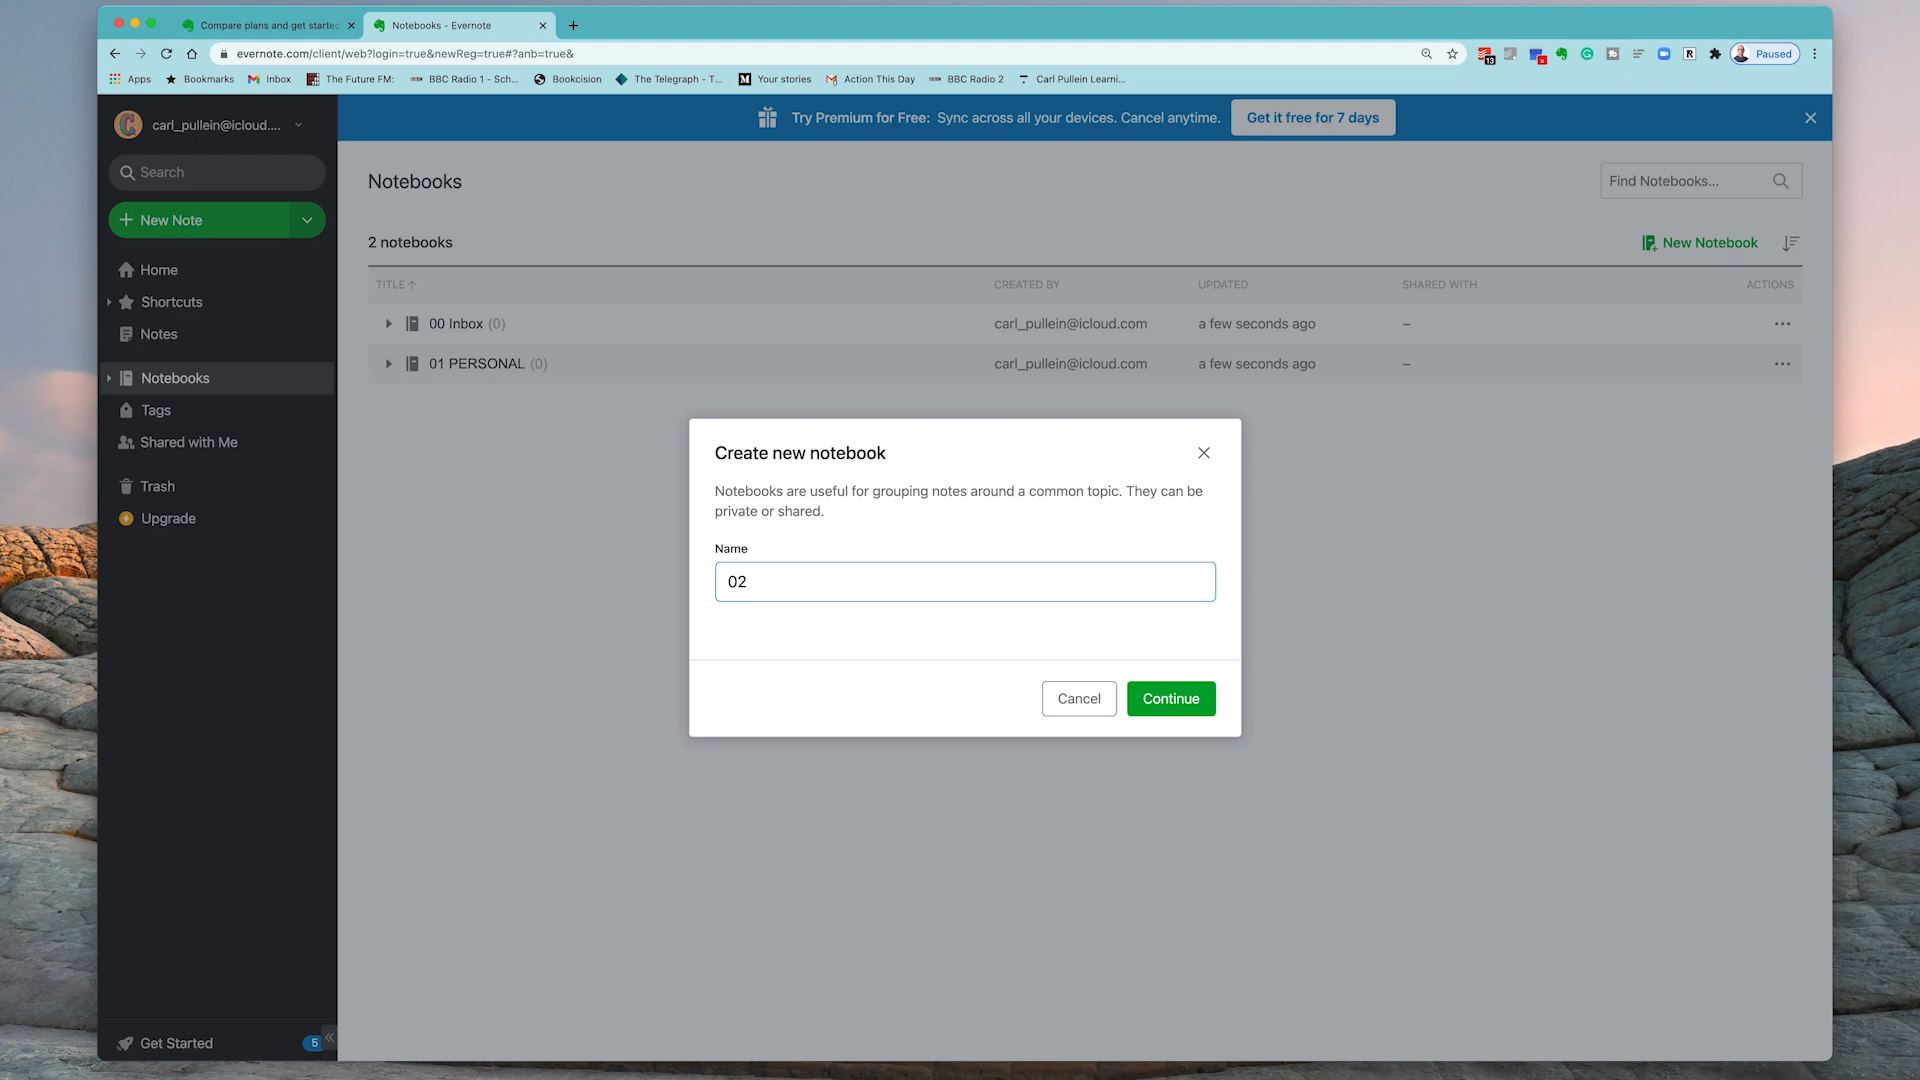 Compare plans and get started
Notebooks - Evernote
evernote.com/client/web?login=true&newReg=true#?anb=true&
13
Paused
Apps
Bookmarks
Inbox
The Future FM:
BBC Radio 1 - Sch...
Bookcision
The Telegraph - T...
Your stories
Action This Day
BBC Radio 2
Carl Pullein Learni...
carl_pullein@icloud....
Try Premium for Free: Sync across all your devices. Cancel anytime.
Get it free for 7 days
Search
New Note
Home
Shortcuts
Notes
Notebooks
Tags
Shared with Me
Trash
Upgrade
Get Started
5
Notebooks
Find Notebooks...
2 notebooks
New Notebook
TITLE CREATED BY UPDATED SHARED WITH ACTIONS
00 Inbox (0) carl_pullein@icloud.com a few seconds ago –
01 PERSONAL (0) carl_pullein@icloud.com a few seconds ago –
Create new notebook
Notebooks are useful for grouping notes around a common topic. They can be
private or shared.
Name
02
Cancel
Continue